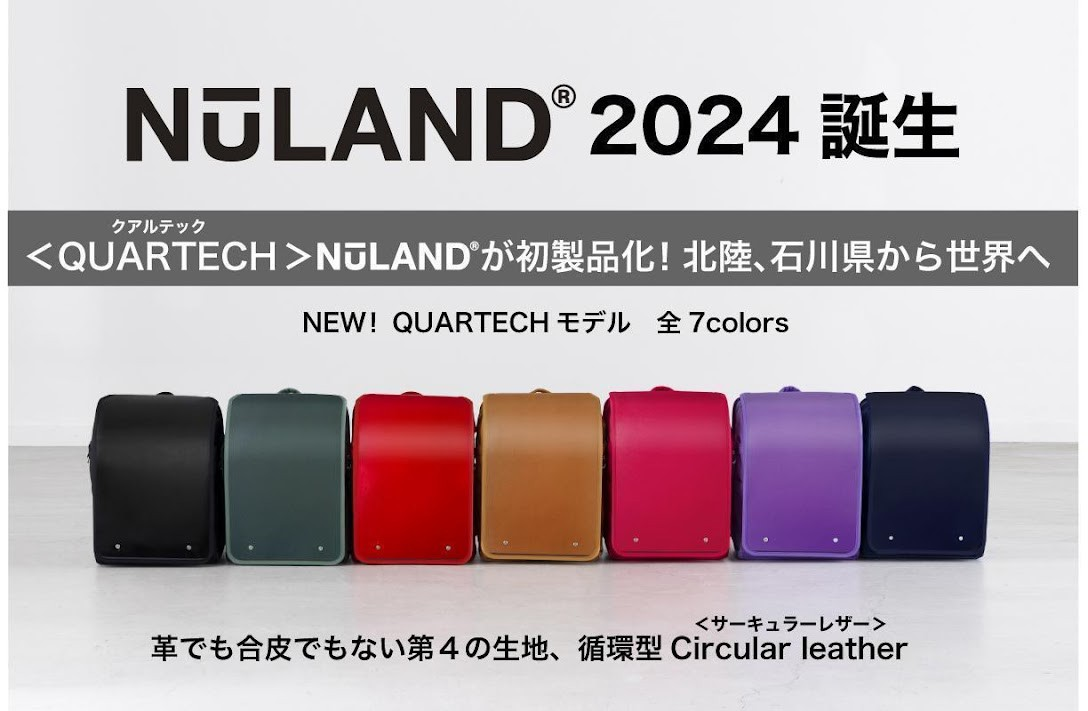 NūLAND® 2024 誕生
クアルテック
＜QUARTECH＞NūLAND®が初製品化！北陸、石川県から世界へ
NEW！ QUARTECH モデル　全 7colors
＜サーキュラーレザー＞
革でも合皮でもない第４の生地、循環型 Circular leather